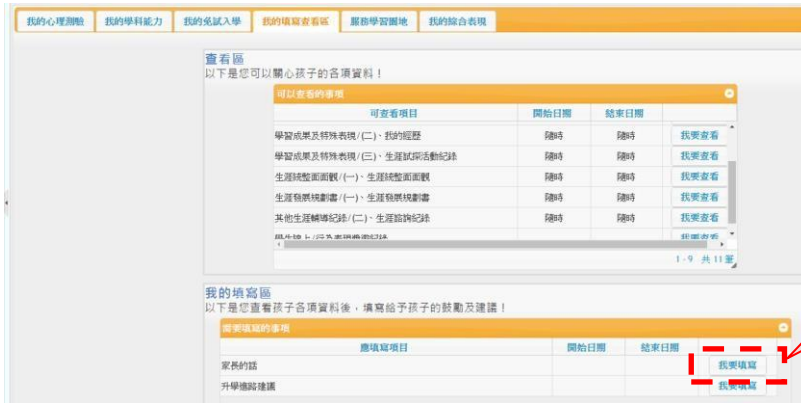 我的心理測驗 我的學科能力 我的免試入學 我的填寫查看區 服務學習園地 我的綜合表現
查看區
以下是您可以關心孩子的各項資料！
可以查看的事項
可查看項目 開始日期 結束日期
學習成果及特殊表現/(二)、我的經歷 隨時 隨時 我要查看
學習成果及特殊表現/(三)、生涯試探活動紀錄 隨時 隨時 我要查看
生涯統整面面觀/(一)、生涯統整面面觀 隨時 隨時 我要查看
生涯發展規劃書/(一)、生涯發展規劃書 隨時 隨時 我要查看
其他生涯輔導紀錄/(二)、生涯諮詢紀錄 隨時 隨時 我要查看
我要查看
1-9 共11筆
我的填寫區
以下是您查看孩子各項資料後，填寫給予孩子的鼓勵及建議！
需要填寫的事項
應填寫項目 開始日期 結束日期
家長的話 我要填寫
升學進路建議 我要填寫